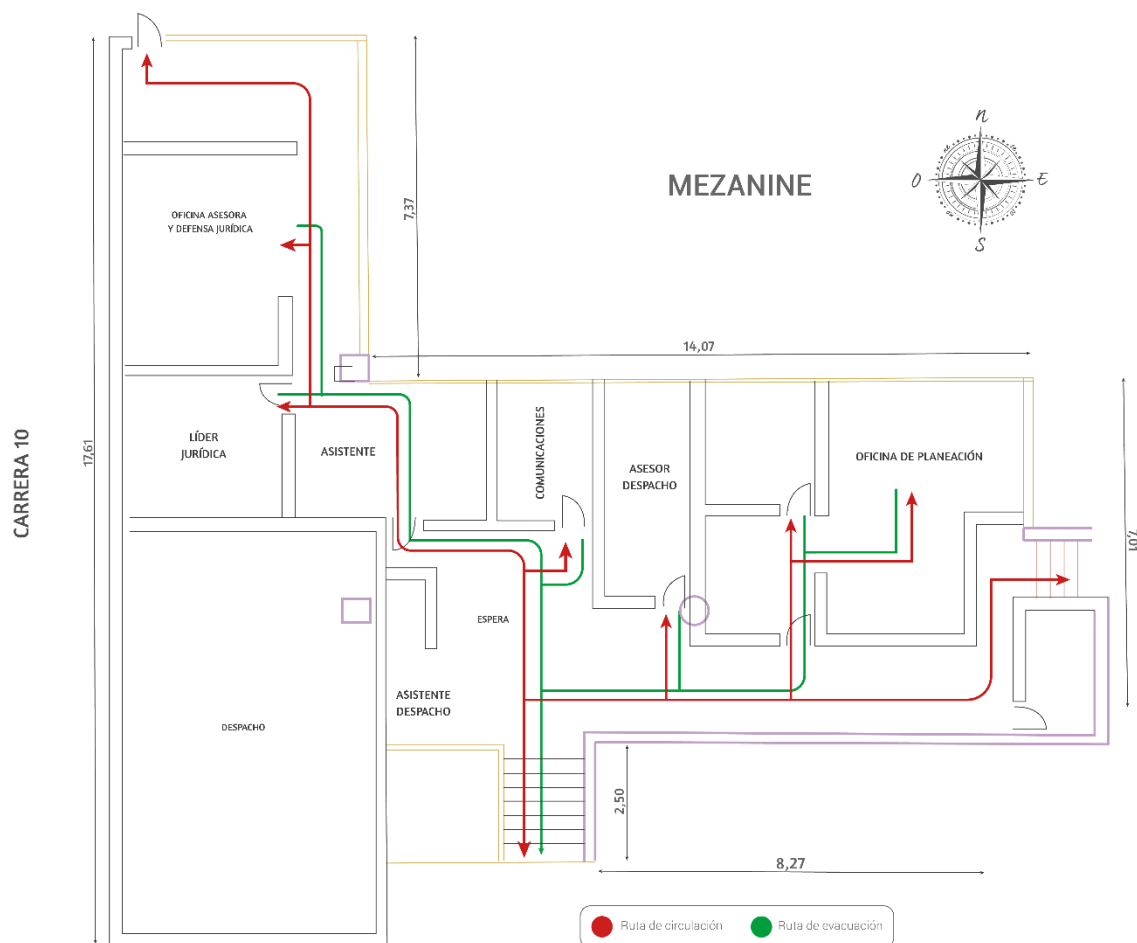 MEZANINE
n
O
E
S
7,37
OFICINA ASESORA
Y DEFENSA JURÍDICA
14,07
17,61
CARRERA 10
LÍDER
JURÍDICA
ASISTENTE
COMUNICACIONES
ASESOR
DESPACHO
OFICINA DE PLANEACIÓN
7,01
ESPERA
ASISTENTE
DESPACHO
DESPACHO
2,50
8,27
Ruta de circulación
Ruta de evacuación